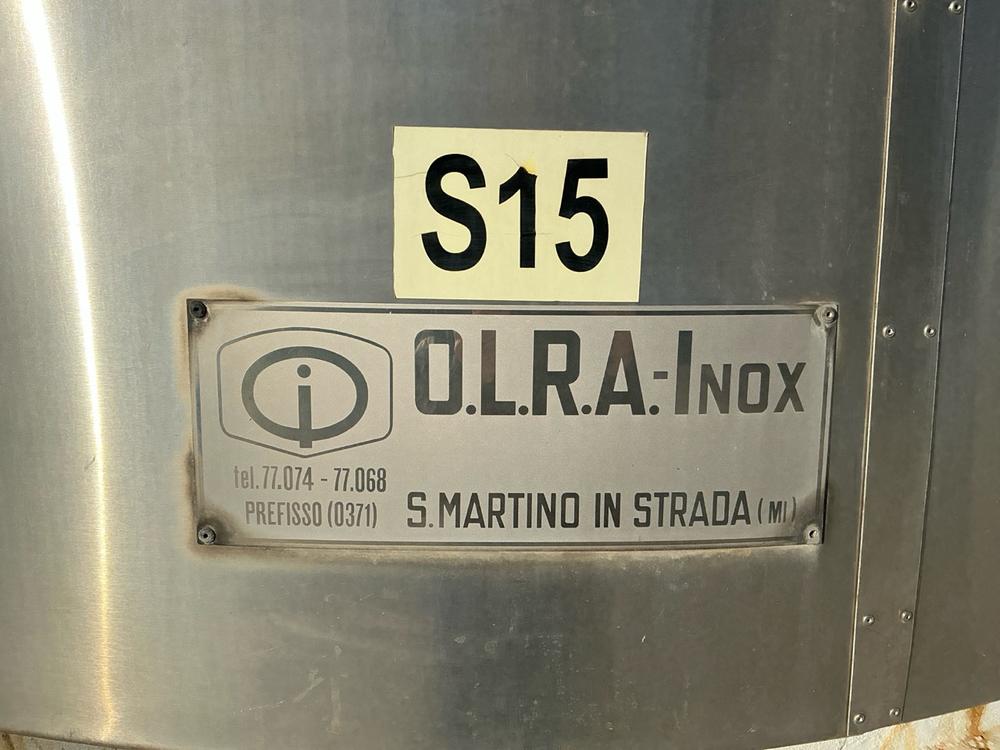 S15
O.L.R.A.-INOX
tel. 77.074 - 77.068
PREFISSO (0371)
S. MARTINO IN STRADA (MI)